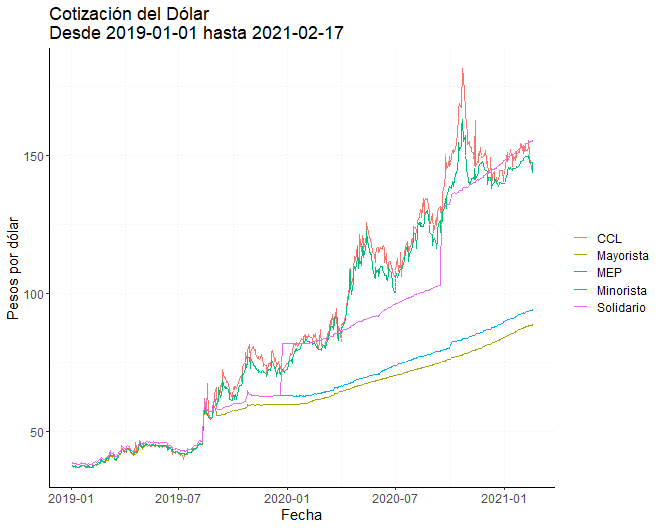 Cotización del Dólar
Desde 2019-01-01 hasta 2021-02-17
Pesos por dólar
150
100
50
2019-01
2019-07
2020-01
2020-07
2021-01
Fecha
CCL
Mayorista
MEP
Minorista
Solidario